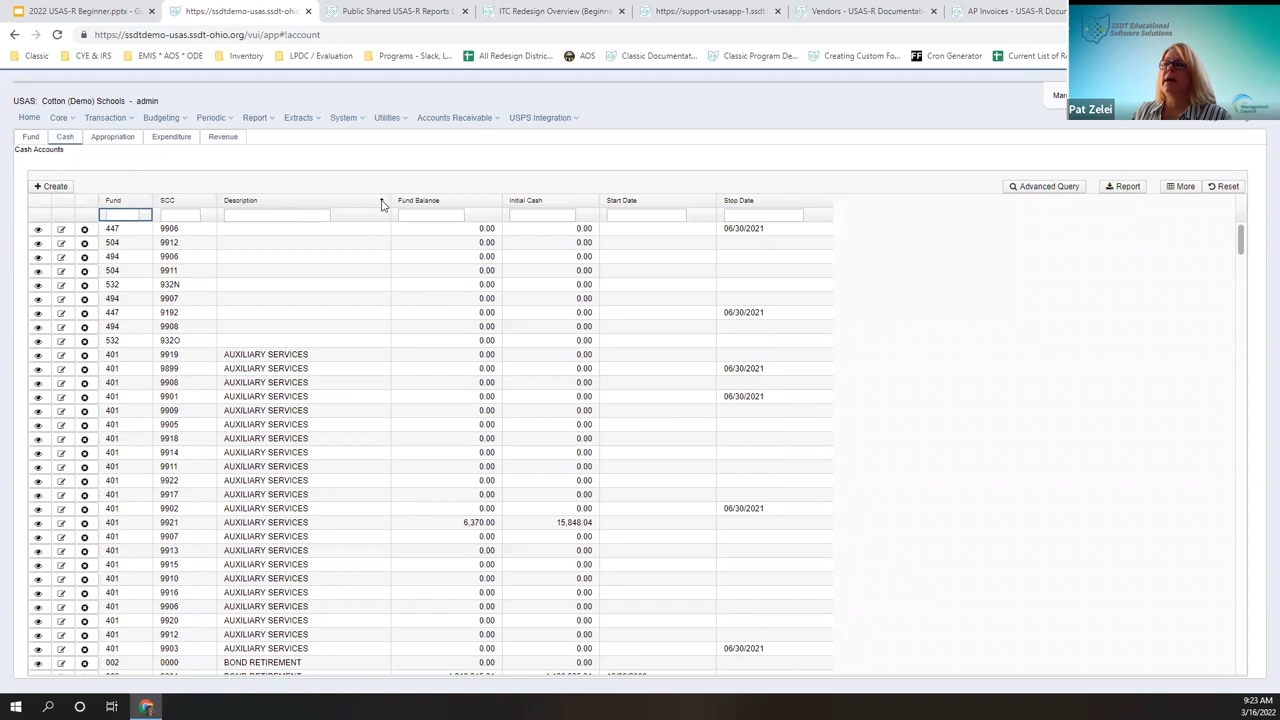 2022 USAS-R Beginner.pptx - G
https://ssdtdemo-usas.ssdt-ohi
Public Shared USAS-R Reports
ITC Redesign Overview (Beginne
https://support-usasapp-1.ssdt
Vendors - USAS-R Documentati
AP Invoices - USAS-R Docum
https://ssdtdemo-usas.ssdt-ohio.org/vui/app#!account
Classic
CYE & IRS
EMIS * AOS * ODE
Inventory
LPDC / Evaluation
Programs - Slack, L...
All Redesign Distric...
AOS
Classic Documentat...
Classic Program De...
Creating Custom Fo...
Cron Generator
Current List of R
SSDT Educational
Software Solutions
Management
Council
Pat Zelei
USAS: Cotton (Demo) Schools - admin
Mar
Home Core Transaction Budgeting Periodic Report Extracts System Utilities Accounts Receivable USPS Integration
Fund Cash Appropriation Expenditure Revenue
Cash Accounts
Create Advanced Query Report More Reset
Fund SCC Description Fund Balance Initial Cash Start Date Stop Date
447 9906 0.00 0.00 06/30/2021
504 9912 0.00 0.00
494 9906 0.00 0.00
504 9911 0.00 0.00
532 932N 0.00 0.00
494 9907 0.00 0.00
447 9192 0.00 0.00 06/30/2021
494 9908 0.00 0.00
532 932O 0.00 0.00
401 9919 AUXILIARY SERVICES 0.00 0.00
401 9899 AUXILIARY SERVICES 0.00 0.00 06/30/2021
401 9908 AUXILIARY SERVICES 0.00 0.00
401 9901 AUXILIARY SERVICES 0.00 0.00 06/30/2021
401 9909 AUXILIARY SERVICES 0.00 0.00
401 9905 AUXILIARY SERVICES 0.00 0.00
401 9918 AUXILIARY SERVICES 0.00 0.00
401 9914 AUXILIARY SERVICES 0.00 0.00
401 9911 AUXILIARY SERVICES 0.00 0.00
401 9922 AUXILIARY SERVICES 0.00 0.00
401 9917 AUXILIARY SERVICES 0.00 0.00
401 9902 AUXILIARY SERVICES 0.00 0.00 06/30/2021
401 9921 AUXILIARY SERVICES 6,370.00 15,848.04
401 9907 AUXILIARY SERVICES 0.00 0.00
401 9913 AUXILIARY SERVICES 0.00 0.00
401 9915 AUXILIARY SERVICES 0.00 0.00
401 9910 AUXILIARY SERVICES 0.00 0.00
401 9916 AUXILIARY SERVICES 0.00 0.00
401 9906 AUXILIARY SERVICES 0.00 0.00
401 9920 AUXILIARY SERVICES 0.00 0.00
401 9912 AUXILIARY SERVICES 0.00 0.00
401 9903 AUXILIARY SERVICES 0.00 0.00 06/30/2021
002 0000 BOND RETIREMENT 0.00 0.00
BOND RETIREMENT
9:23 AM
3/16/2022